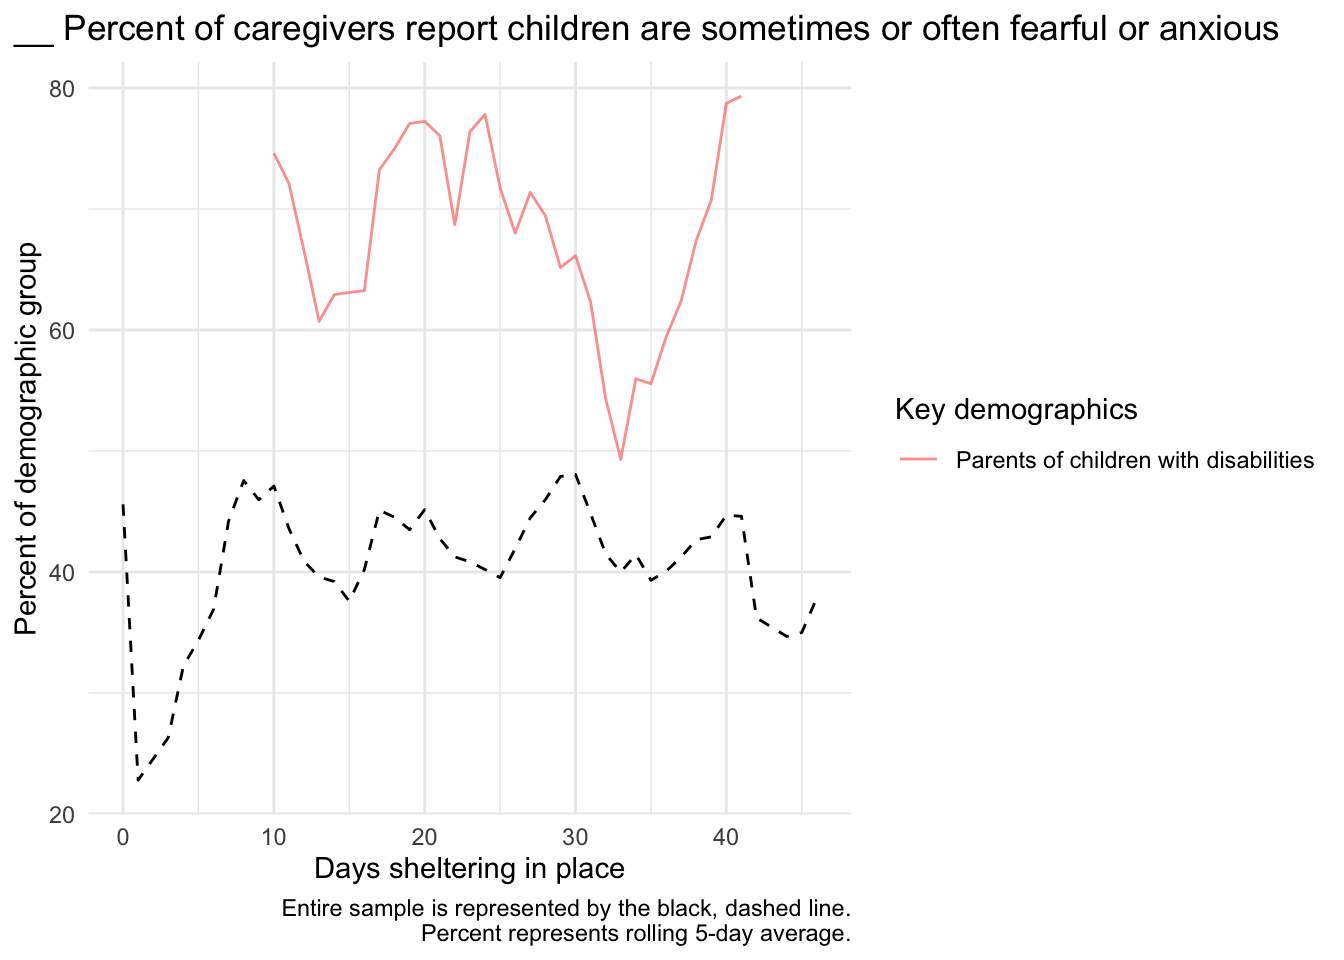 __ Percent of caregivers report children are sometimes or often fearful or anxious
Percent of demographic group
80
60
40
20
0 10 20 30 40
Days sheltering in place
Key demographics
Parents of children with disabilities
Entire sample is represented by the black, dashed line.
Percent represents rolling 5-day average.